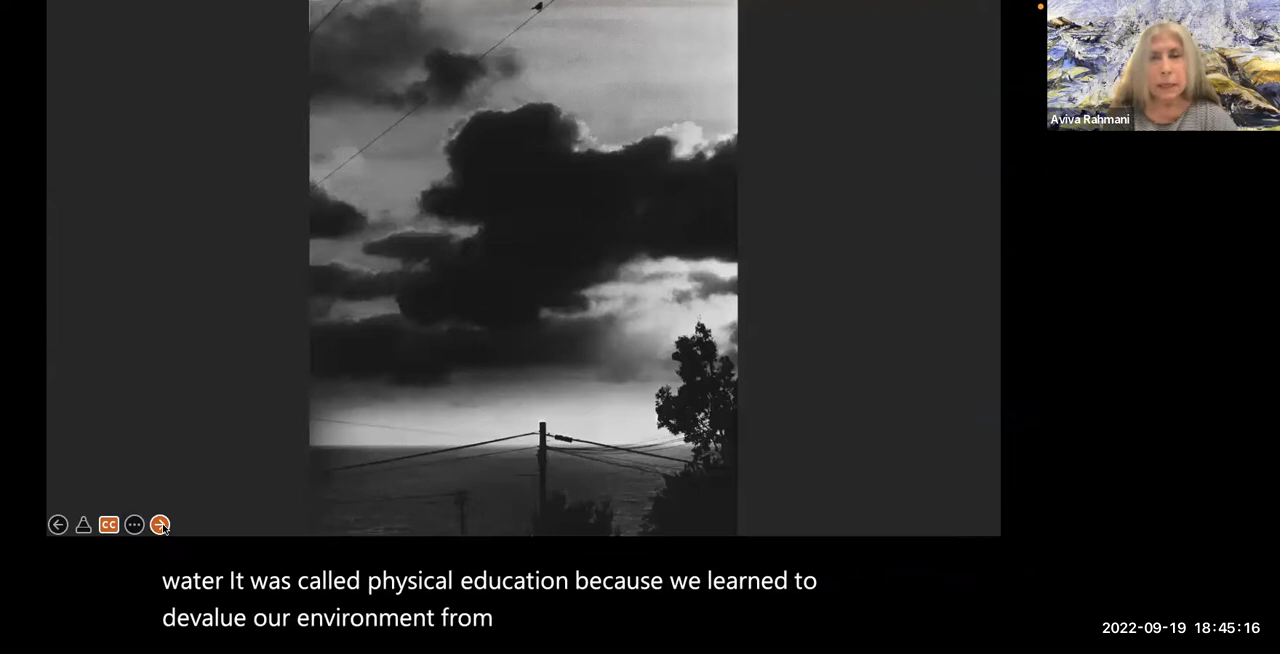 Aviva Rahmani
CC
water It was called physical education because we learned to
devalue our environment from
2022-09-19 18:45:16